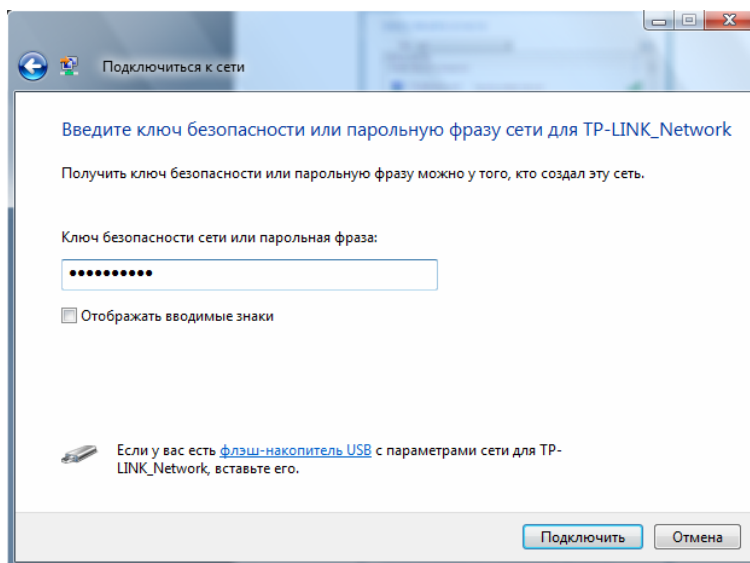 Подключиться к сети
Введите ключ безопасности или парольную фразу сети для TP-LINK_Network
Получить ключ безопасности или парольную фразу можно у того, кто создал эту сеть.
Ключ безопасности сети или парольная фраза:
••••••••••
Отображать вводимые знаки
Если у вас есть флэш-накопитель USB с параметрами сети для TP-
LINK_Network, вставьте его.
Подключить
Отмена